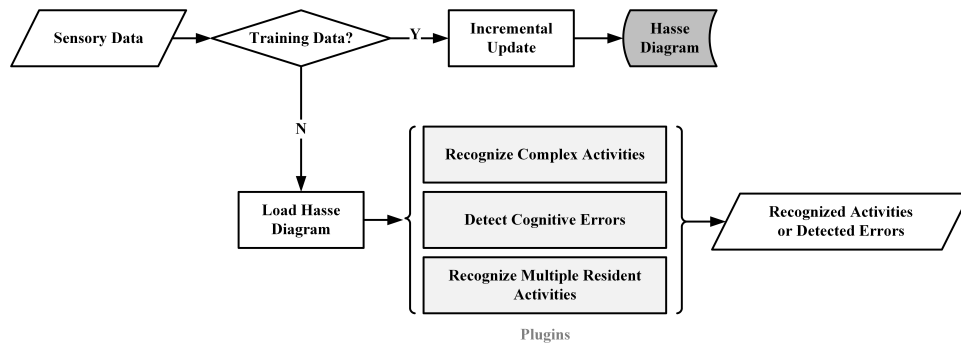 Sensory Data
Training Data?
Y
Incremental
Update
Hasse
Diagram
N
Load Hasse
Diagram
Recognize Complex Activities
Detect Cognitive Errors
Recognize Multiple Resident
Activities
Plugins
Recognized Activities
or Detected Errors